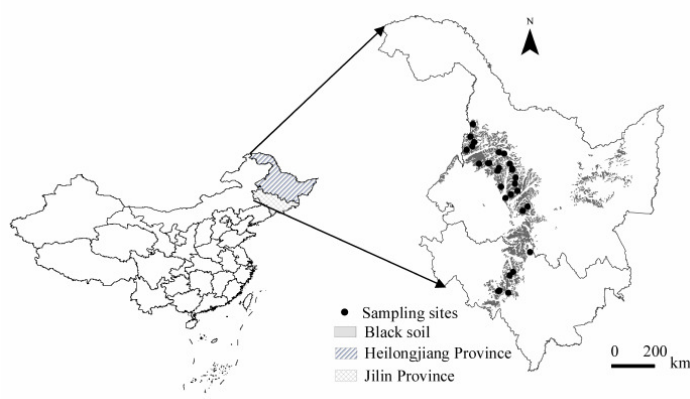 N
Sampling sites
Black soil
Heilongjiang Province
Jilin Province
0 200
km